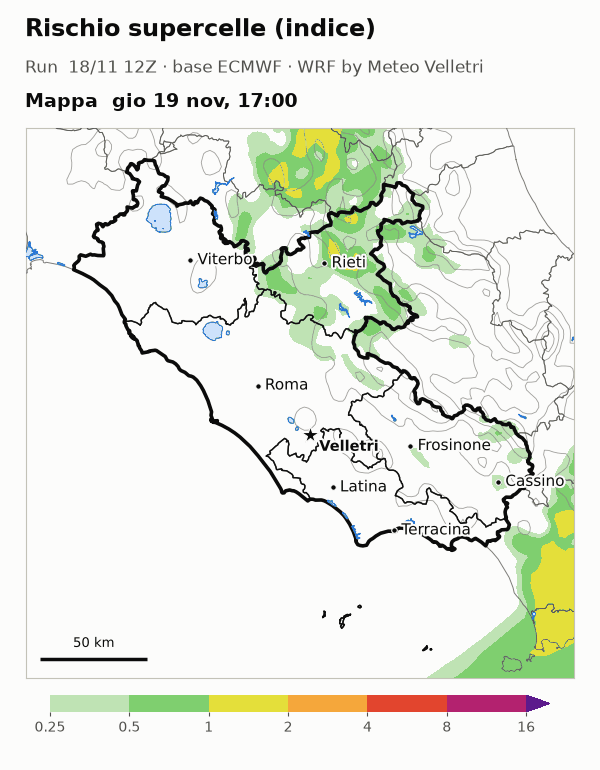 Rischio supercelle (indice)
Run  18/11 12Z · base ECMWF · WRF by Meteo Velletri
Mappa  gio 19 nov, 17:00
Viterbo
Rieti
Roma
Velletri
Frosinone
Cassino
Latina
Terracina
50 km
0.25 0.5 1 2 4 8 16